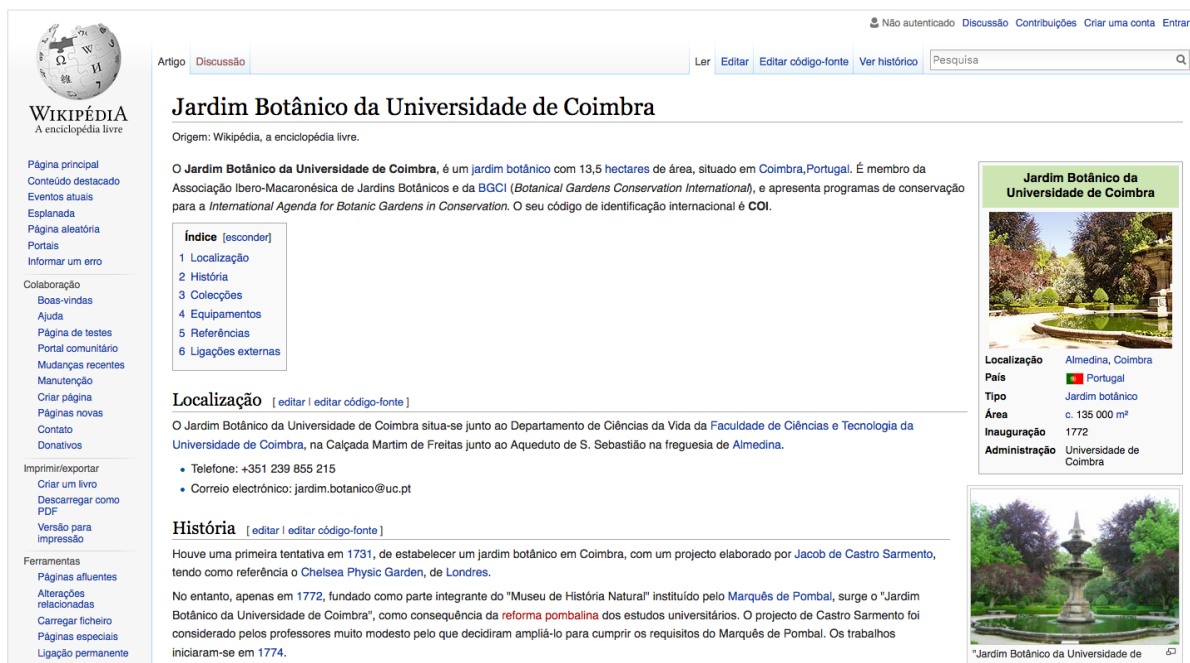 Não autenticado Discussão Contribuições Criar uma conta Entrar
WIKIPÉDIA
A enciclopédia livre
Artigo Discussão
Ler Editar Editar código-fonte Ver histórico Pesquisa
Página principal
Conteúdo destacado
Eventos atuais
Esplanada
Página aleatória
Portais
Informar um erro
Colaboração
Boas-vindas
Ajuda
Página de testes
Portal comunitário
Mudanças recentes
Manutenção
Criar página
Páginas novas
Contato
Donativos
Imprimir/exportar
Criar um livro
Descarregar como
PDF
Versão para
impressão
Ferramentas
Páginas afluentes
Alterações
relacionadas
Carregar ficheiro
Páginas especiais
Ligação permanente
Jardim Botânico da Universidade de Coimbra
Origem: Wikipédia, a enciclopédia livre.
O Jardim Botânico da Universidade de Coimbra, é um jardim botânico com 13,5 hectares de área, situado em Coimbra,Portugal. É membro da
Associação Ibero-Macaronésica de Jardins Botânicos e da BGCI (Botanical Gardens Conservation International), e apresenta programas de conservação
para a International Agenda for Botanic Gardens in Conservation. O seu código de identificação internacional é COI.
Índice [esconder]
1 Localização
2 História
3 Colecções
4 Equipamentos
5 Referências
6 Ligações externas
Localização [ editar | editar código-fonte ]
O Jardim Botânico da Universidade de Coimbra situa-se junto ao Departamento de Ciências da Vida da Faculdade de Ciências e Tecnologia da
Universidade de Coimbra, na Calçada Martim de Freitas junto ao Aqueduto de S. Sebastião na freguesia de Almedina.
• Telefone: +351 239 855 215
• Correio electrónico: jardim.botanico@uc.pt
História [ editar | editar código-fonte ]
Houve uma primeira tentativa em 1731, de estabelecer um jardim botânico em Coimbra, com um projecto elaborado por Jacob de Castro Sarmento,
tendo como referência o Chelsea Physic Garden, de Londres.
No entanto, apenas em 1772, fundado como parte integrante do "Museu de História Natural" instituído pelo Marquês de Pombal, surge o "Jardim
Botânico da Universidade de Coimbra", como consequência da reforma pombalina dos estudos universitários. O projecto de Castro Sarmento foi
considerado pelos professores muito modesto pelo que decidiram ampliá-lo para cumprir os requisitos do Marquês de Pombal. Os trabalhos
iniciaram-se em 1774.
Jardim Botânico da
Universidade de Coimbra
Localização Almedina, Coimbra
País Portugal
Tipo Jardim botânico
Área c. 135 000 m²
Inauguração 1772
Administração Universidade de
Coimbra
"Jardim Botânico da Universidade de